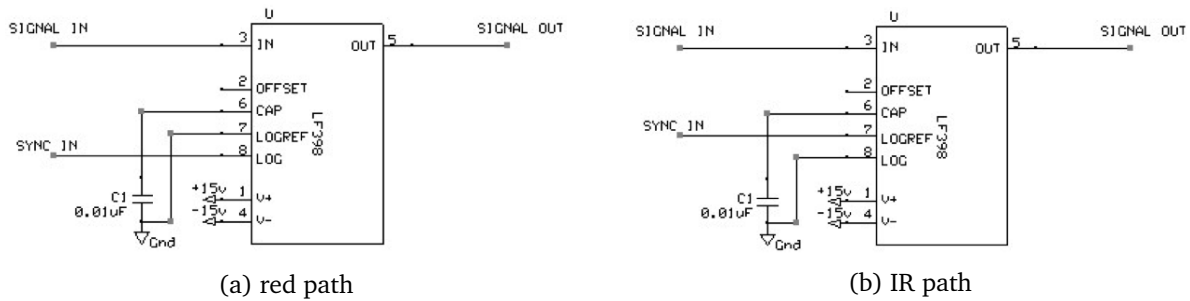 U
SIGNAL IN
SIGNAL OUT
3
IN
OUT
5
2
OFFSET
6
CAP
7
LOGREF
LF398
SYNC IN
8
LOG
C1
0.01uF
+15v
1
V+
-15v
4
V-
Gnd
(a) red path
U
SIGNAL IN
SIGNAL OUT
3
IN
OUT
5
2
OFFSET
6
CAP
SYNC IN
7
LOGREF
LF398
8
LOG
C1
0.01uF
+15v
1
V+
-15v
4
V-
Gnd
(b) IR path